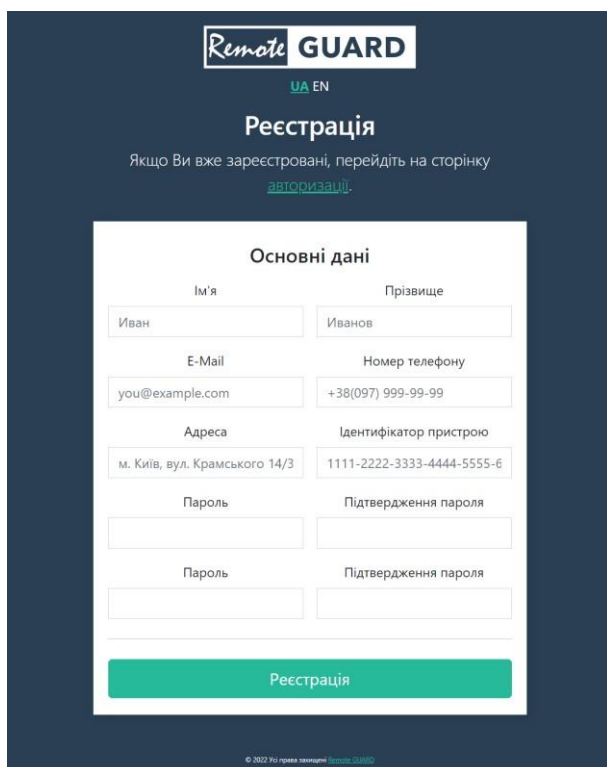 Remote GUARD
UA EN
Реєстрація
Якщо Ви вже зареєстровані, перейдіть на сторінку
авторизації.
Основні дані
Ім'я Прізвище
Иван Иванов
E-Mail Номер телефону
you@example.com +38(097) 999-99-99
Адреса Ідентифікатор пристрою
м. Київ, вул. Крамського 14/3 1111-2222-3333-4444-5555-6
Пароль Підтвердження пароля
Пароль Підтвердження пароля
Реєстрація
© 2022 Усі права захищені Remote GUARD